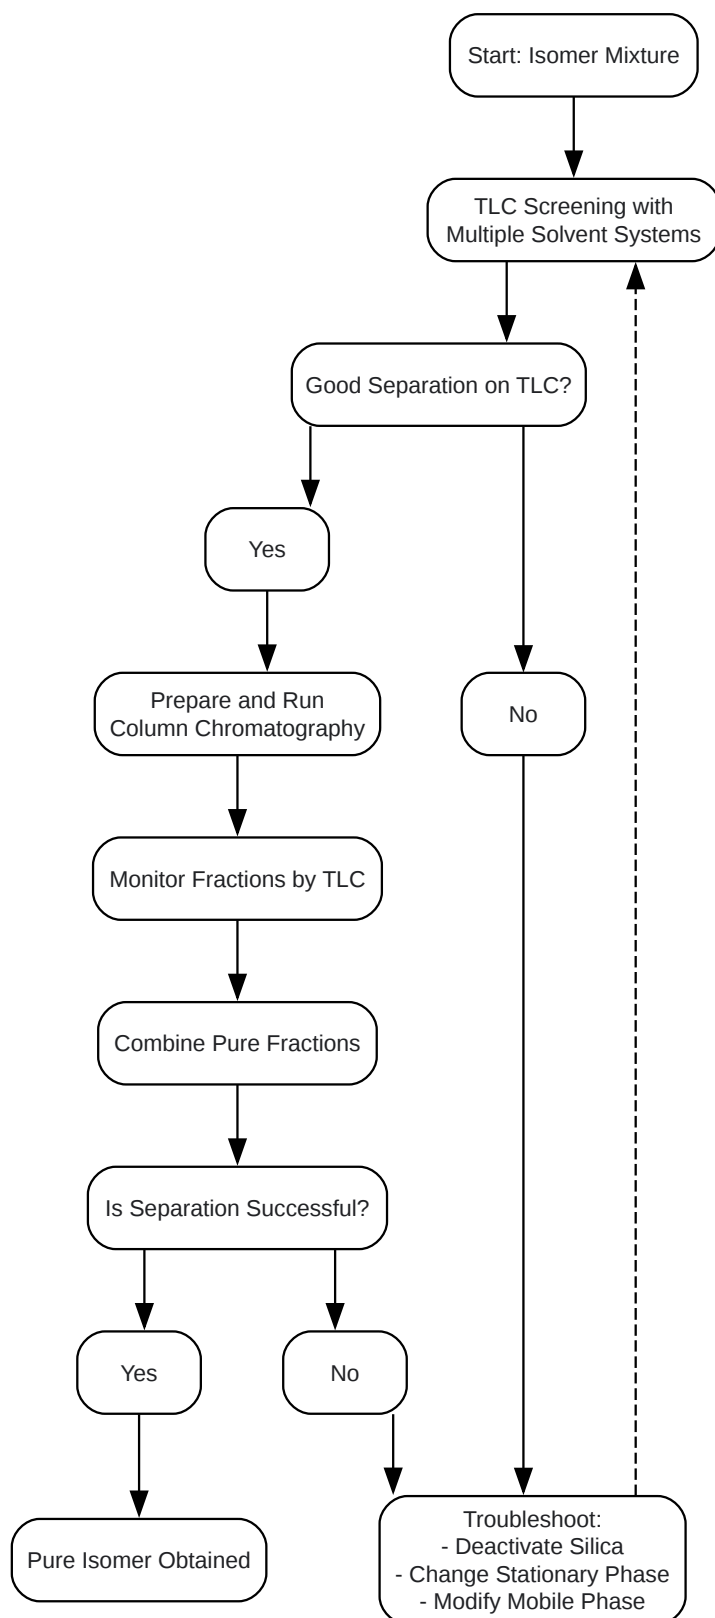 Start: Isomer Mixture
TLC Screening with
Multiple Solvent Systems
Good Separation on TLC?
Yes
Prepare and Run
Column Chromatography
No
Monitor Fractions by TLC
Combine Pure Fractions
Is Separation Successful?
Yes
No
Pure Isomer Obtained
Troubleshoot:
- Deactivate Silica
- Change Stationary Phase
- Modify Mobile Phase